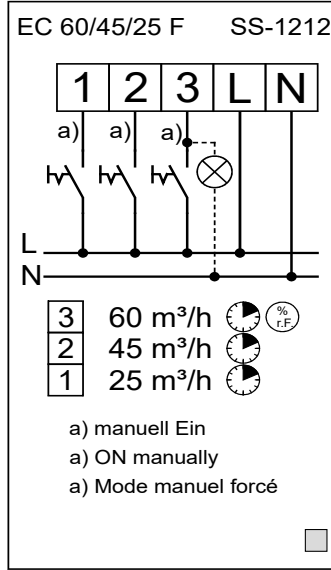 EC 60/45/25 F SS-1212
1 2 3 L N
a) a) a)
L
N
3 60 m³/h % r.F.
2 45 m³/h
1 25 m³/h
a) manuell Ein
a) ON manually
a) Mode manuel forcé